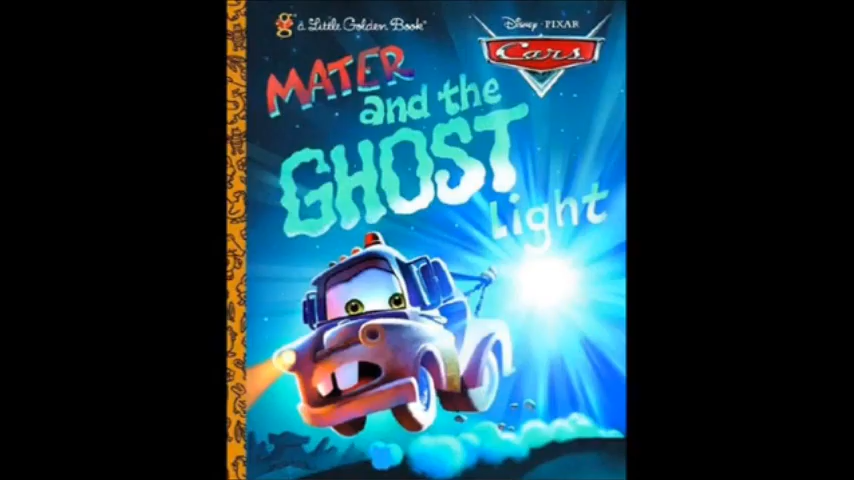 a Little Golden Book®
Disney • PIXAR
Cars
MATER
and the
GHOST
Light